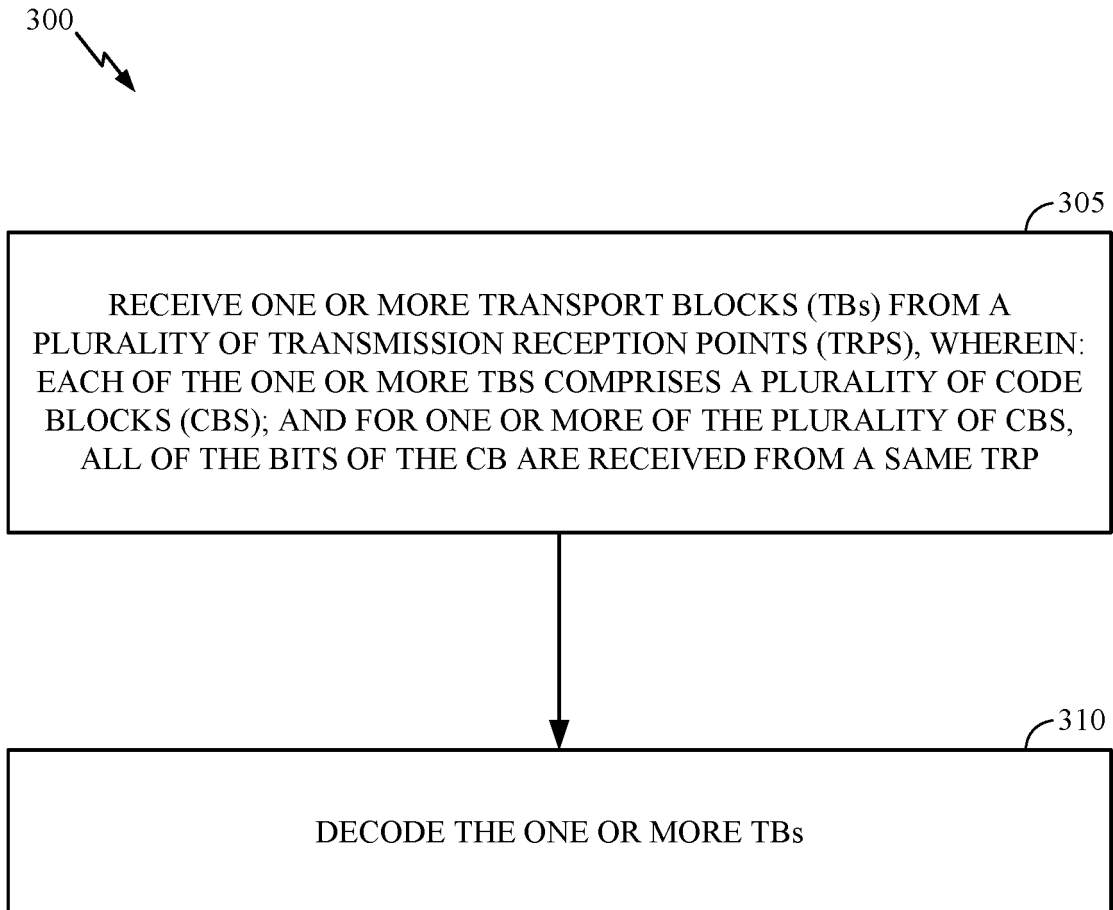 300
305
RECEIVE ONE OR MORE TRANSPORT BLOCKS (TBs) FROM A
PLURALITY OF TRANSMISSION RECEPTION POINTS (TRPS), WHEREIN:
EACH OF THE ONE OR MORE TBS COMPRISES A PLURALITY OF CODE
BLOCKS (CBS); AND FOR ONE OR MORE OF THE PLURALITY OF CBS,
ALL OF THE BITS OF THE CB ARE RECEIVED FROM A SAME TRP
310
DECODE THE ONE OR MORE TBs